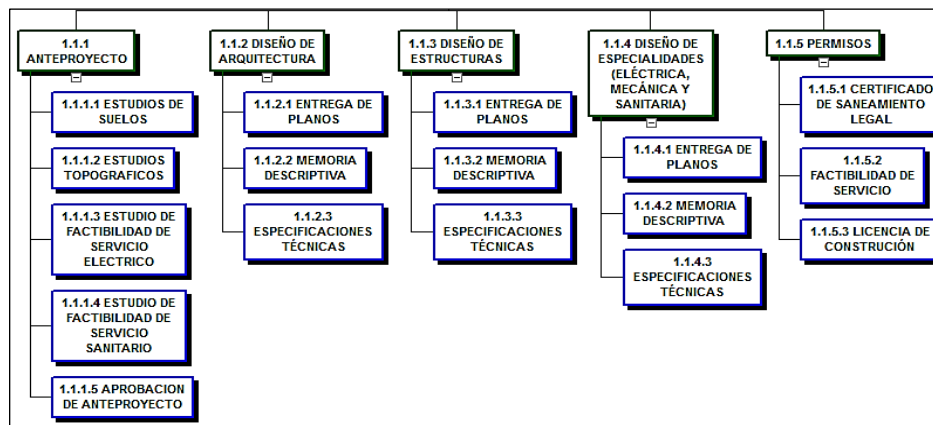 1.1.1
ANTEPROYECTO
1.1.1.1 ESTUDIOS DE
SUELOS
1.1.1.2 ESTUDIOS
TOPOGRAFICOS
1.1.1.3 ESTUDIO DE
FACTIBILIDAD DE
SERVICIO
ELECTRICO
1.1.1.4 ESTUDIO DE
FACTIBILIDAD DE
SERVICIO
SANITARIO
1.1.1.5 APROBACION
DE ANTEPROYECTO
1.1.2 DISEÑO DE
ARQUITECTURA
1.1.2.1 ENTREGA DE
PLANOS
1.1.2.2 MEMORIA
DESCRIPTIVA
1.1.2.3
ESPECIFICACIONES
TÉCNICAS
1.1.3 DISEÑO DE
ESTRUCTURAS
1.1.3.1 ENTREGA DE
PLANOS
1.1.3.2 MEMORIA
DESCRIPTIVA
1.1.3.3
ESPECIFICACIONES
TÉCNICAS
1.1.4 DISEÑO DE
ESPECIALIDADES
(ELÉCTRICA,
MECÁNICA Y
SANITARIA)
1.1.4.1 ENTREGA DE
PLANOS
1.1.4.2 MEMORIA
DESCRIPTIVA
1.1.4.3
ESPECIFICACIONES
TÉCNICAS
1.1.5 PERMISOS
1.1.5.1 CERTIFICADO
DE SANEAMIENTO
LEGAL
1.1.5.2
FACTIBILIDAD DE
SERVICIO
1.1.5.3 LICENCIA DE
CONSTRUCIÓN